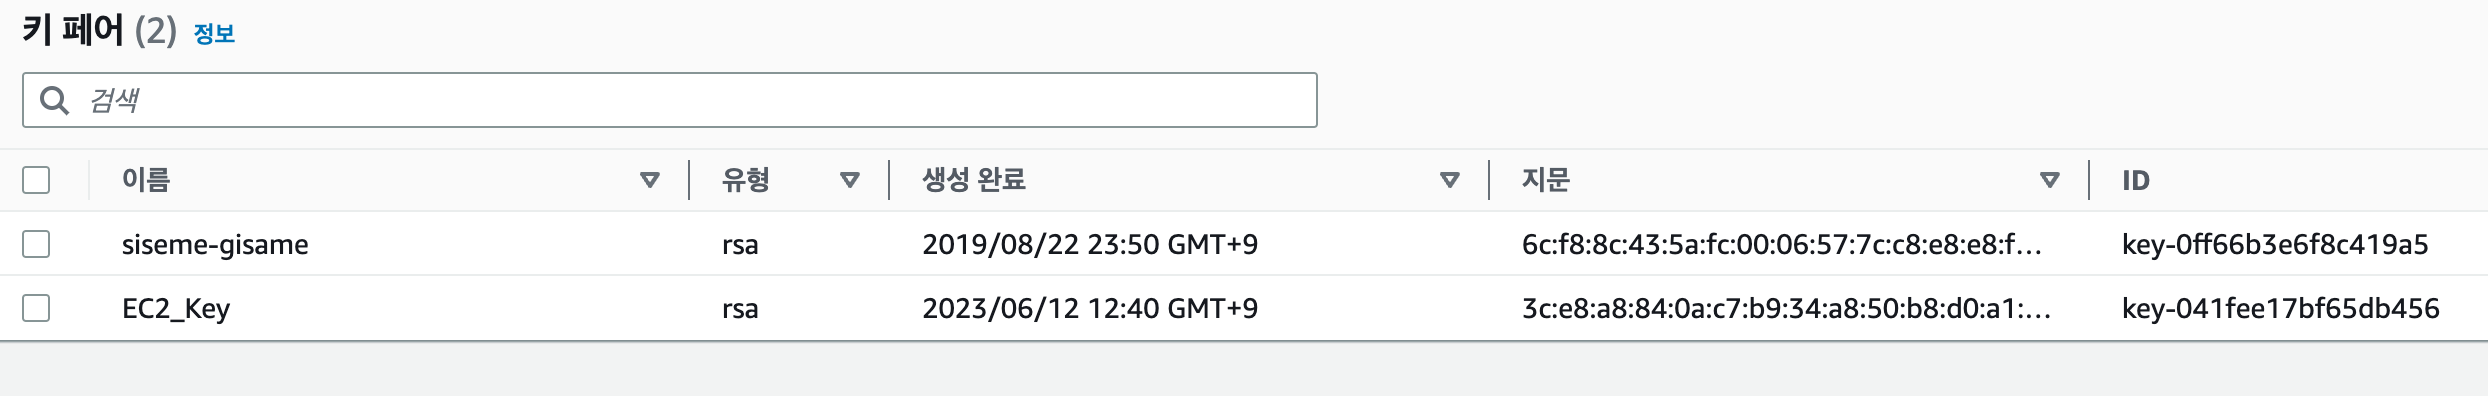 키 페어 (2) 정보
검색
이름 유형 생성 완료 지문 ID
siseme-gisame rsa 2019/08/22 23:50 GMT+9 6c:f8:8c:43:5a:fc:00:06:57:7c:c8:e8:e8:f... key-0ff66b3e6f8c419a5
EC2_Key rsa 2023/06/12 12:40 GMT+9 3c:e8:a8:84:0a:c7:b9:34:a8:50:b8:d0:a1:... key-041fee17bf65db456